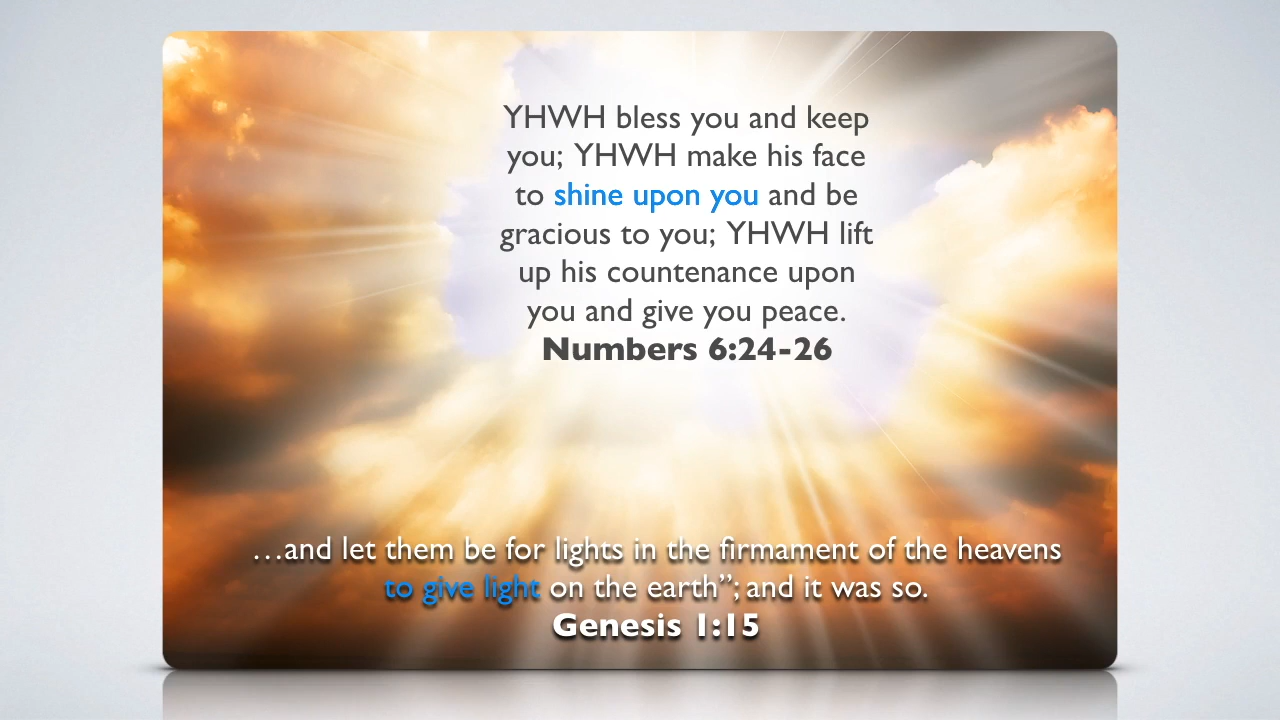 YHWH bless you and keep
you; YHWH make his face
to shine upon you and be
gracious to you; YHWH lift
up his countenance upon
you and give you peace.
Numbers 6:24-26
…and let them be for lights in the firmament of the heavens
to give light on the earth”; and it was so.
Genesis 1:15